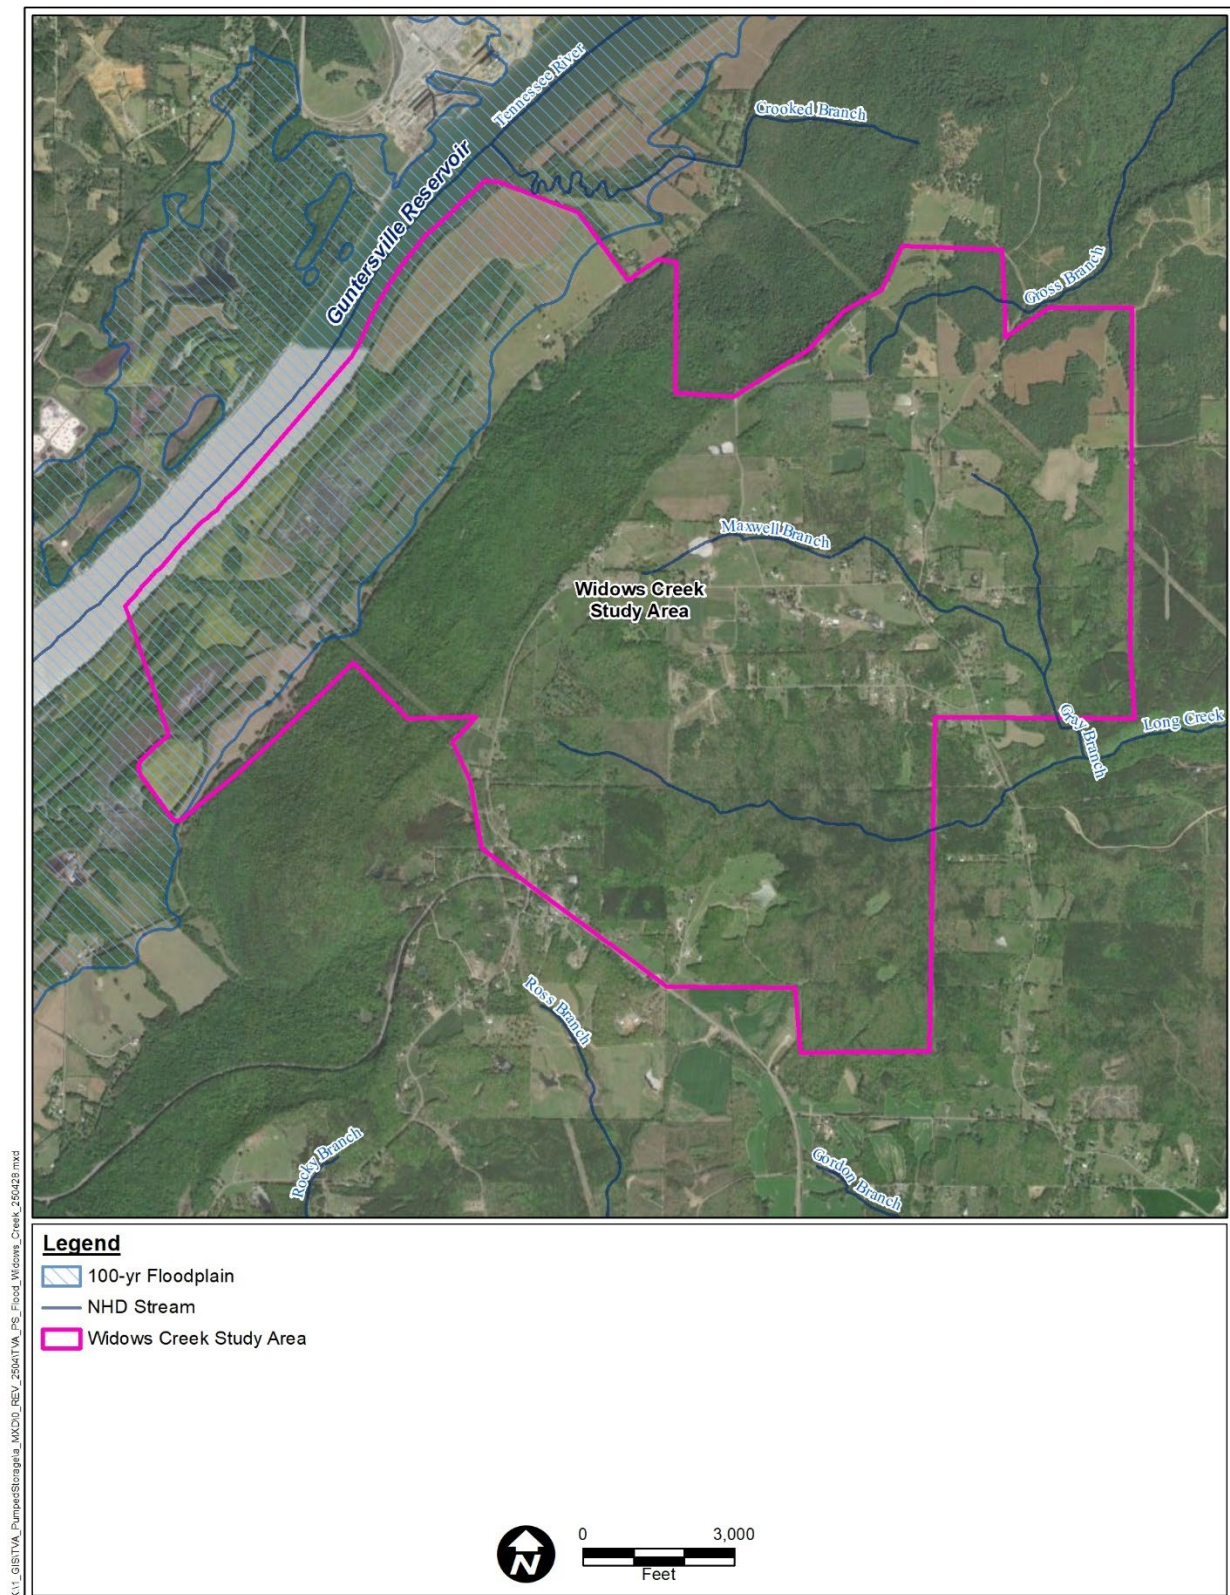 Tennessee River
Crooked Branch
Guntersville Reservoir
Gross Branch
Maxwell Branch
Widows Creek
Study Area
Gray Branch
Long Creek
Ross Branch
Rocky Branch
Gordon Branch
Legend
100-yr Floodplain
NHD Stream
Widows Creek Study Area
N
0 3,000
Feet